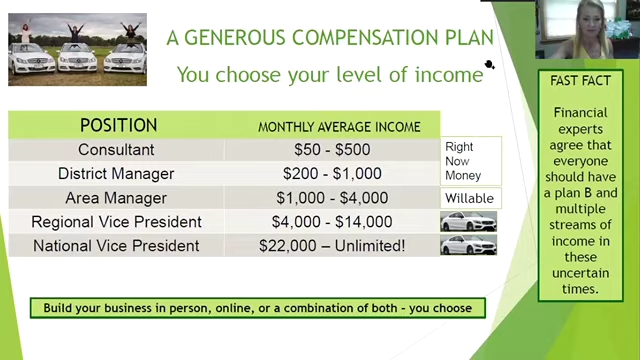 A GENEROUS COMPENSATION PLAN
You choose your level of income
POSITION MONTHLY AVERAGE INCOME
Consultant $50 - $500
District Manager $200 - $1,000
Area Manager $1,000 - $4,000
Regional Vice President $4,000 - $14,000
National Vice President $22,000 – Unlimited!
Right
Now
Money
Willable
Build your business in person, online, or a combination of both – you choose
FAST FACT
Financial
experts
agree that
everyone
should have
a plan B and
multiple
streams of
income in
these
uncertain
times.